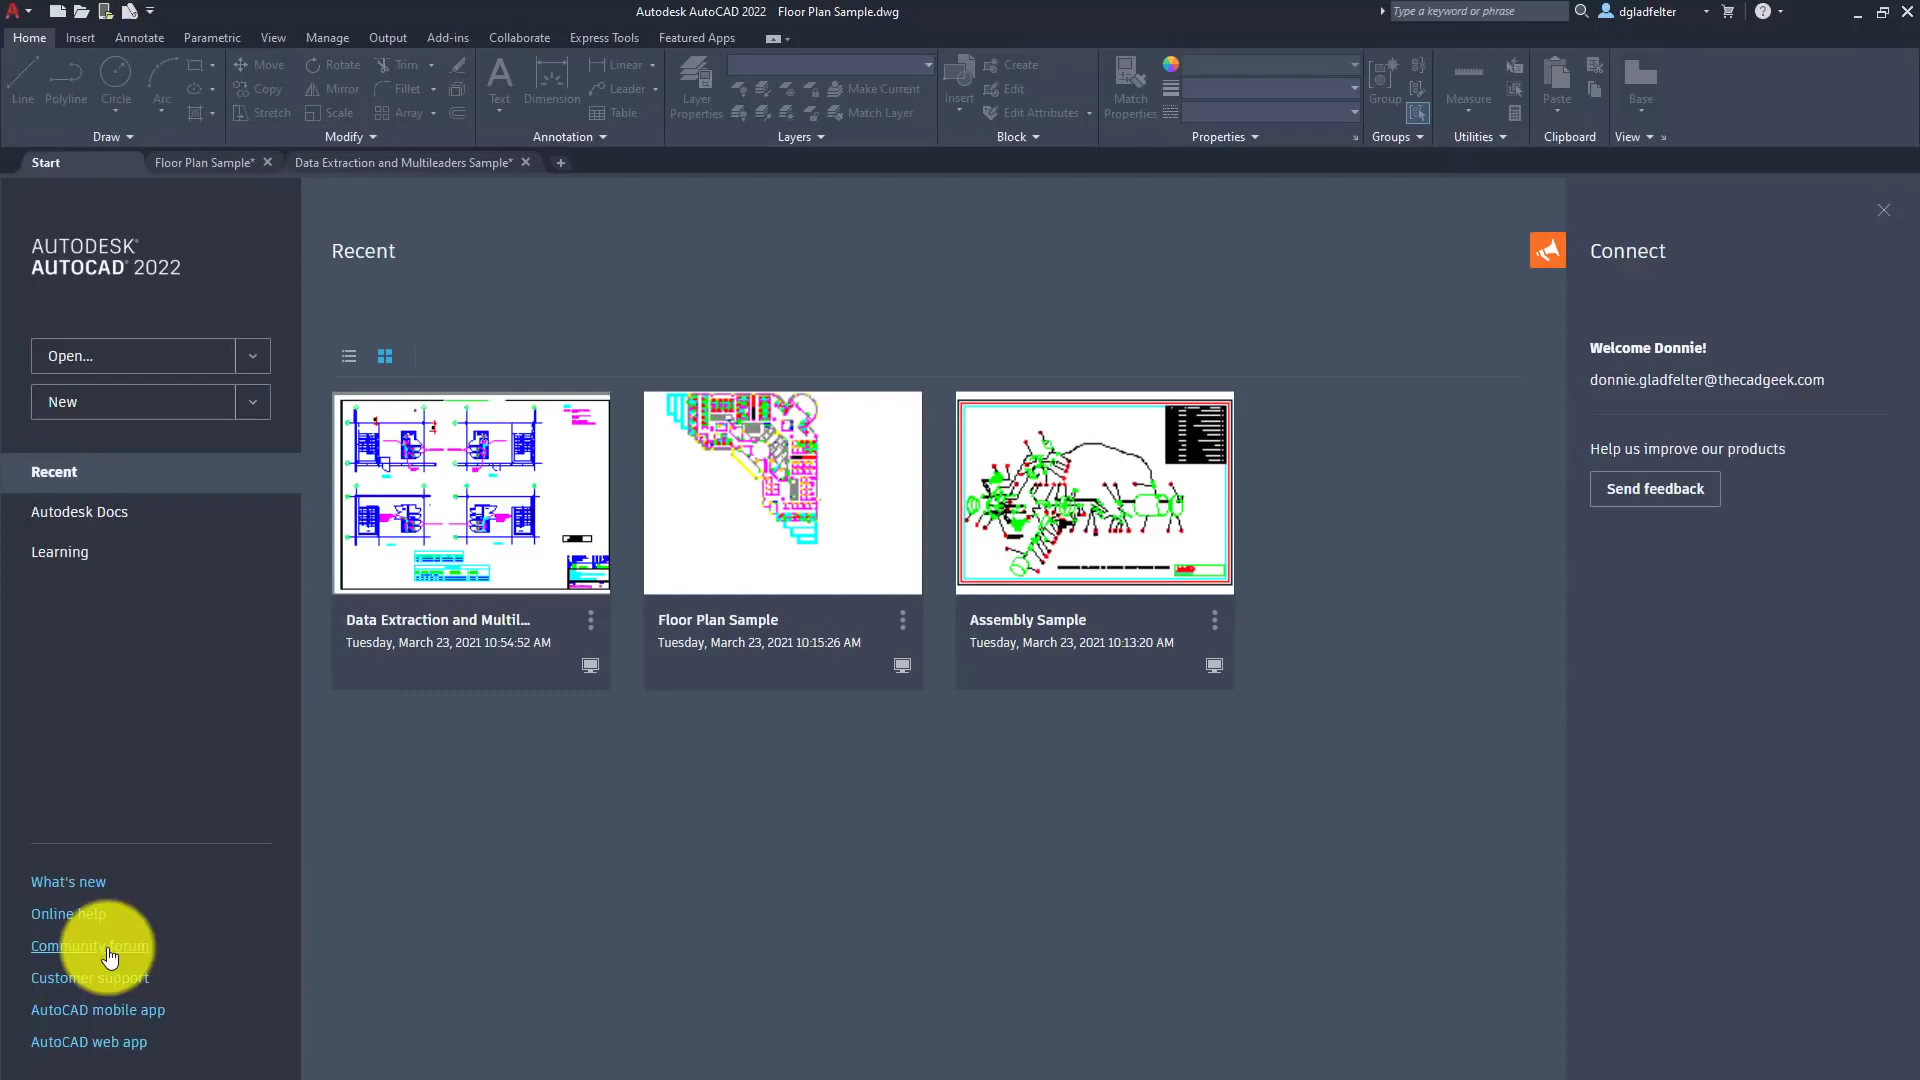 Autodesk AutoCAD 2022 Floor Plan Sample.dwg
Type a keyword or phrase
dgladfelter
Home Insert Annotate Parametric View Manage Output Add-ins Collaborate Express Tools Featured Apps
Line Polyline Circle Arc
Move Rotate Trim
Copy Mirror Fillet
Stretch Scale Array
Text Dimension
Linear
Leader
Table
Layer Properties
Make Current
Match Layer
Insert
Create
Edit
Edit Attributes
Match Properties
Group
Measure
Paste
Base
Draw Modify Annotation Layers Block Properties Groups Utilities Clipboard View
Start Floor Plan Sample* Data Extraction and Multileaders Sample*
AUTODESK®
AUTOCAD® 2022
Open...
New
Recent
Autodesk Docs
Learning
What's new
Online help
Community forum
Customer support
AutoCAD mobile app
AutoCAD web app
Recent
Data Extraction and Multil...
Tuesday, March 23, 2021 10:54:52 AM
Floor Plan Sample
Tuesday, March 23, 2021 10:15:26 AM
Assembly Sample
Tuesday, March 23, 2021 10:13:20 AM
Connect
Welcome Donnie!
donnie.gladfelter@thecadgeek.com
Help us improve our products
Send feedback